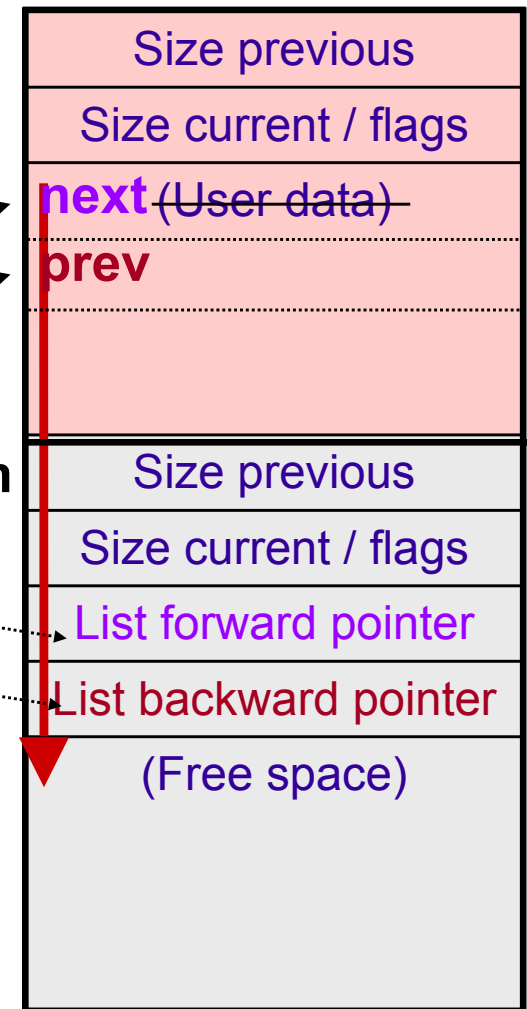 Size previous
Size current / flags
next (User data)
prev
Size previous
Size current / flags
List forward pointer
List backward pointer
(Free space)